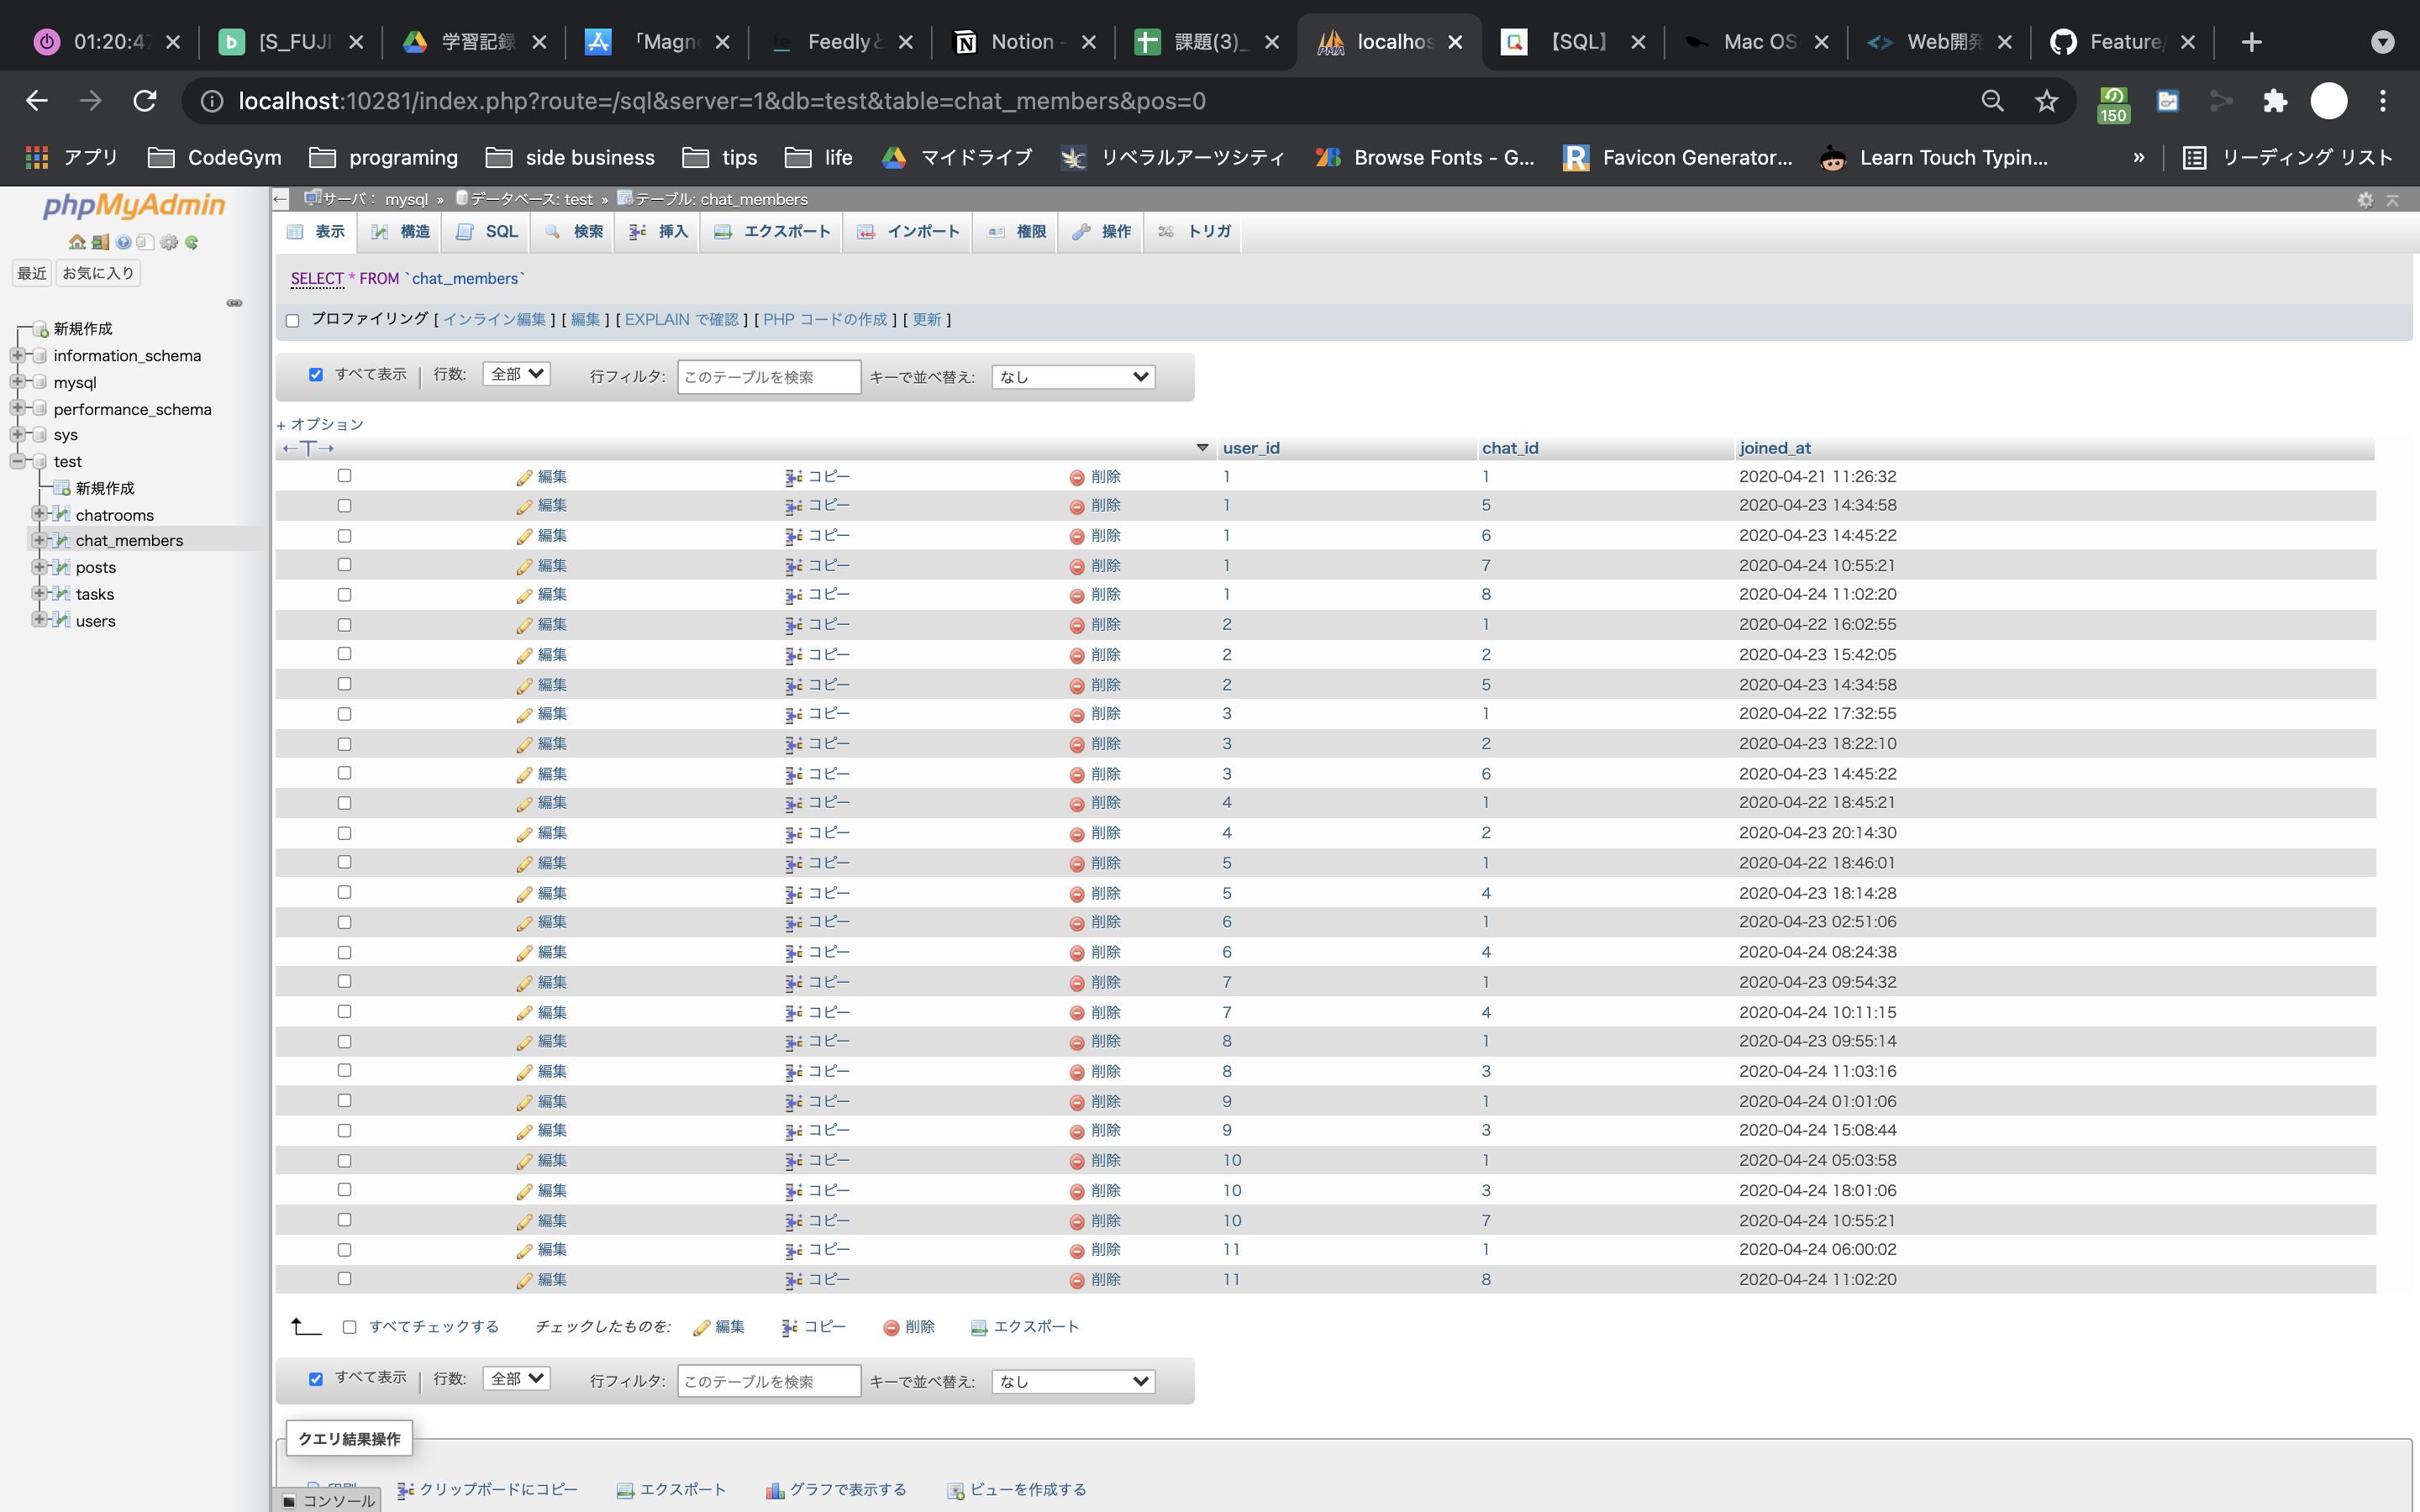 01:20:47 [S_FUJI 学習記録 「Magne Feedlyと Notion - 課題(3)_ localhos 【SQL】 Mac OS Web開発 Feature/
localhost:10281/index.php?route=/sql&server=1&db=test&table=chat_members&pos=0 150
アプリ CodeGym programing side business tips life マイドライブ リベラルアーツシティ Browse Fonts - G... Favicon Generator... Learn Touch Typin... » リーディング リスト
phpMyAdmin
最近 お気に入り
新規作成
information_schema
mysql
performance_schema
sys
test
新規作成
chatrooms
chat_members
posts
tasks
users
サーバ: mysql » データベース: test » テーブル: chat_members
表示 構造 SQL 検索 挿入 エクスポート インポート 権限 操作 トリガ
SELECT * FROM `chat_members`
プロファイリング [ インライン編集 ] [ 編集 ] [ EXPLAIN で確認 ] [ PHP コードの作成 ] [ 更新 ]
すべて表示 行数: 全部 行フィルタ: このテーブルを検索 キーで並べ替え: なし
+ オプション
←T→ user_id chat_id joined_at
編集 コピー 削除 1 1 2020-04-21 11:26:32
編集 コピー 削除 1 5 2020-04-23 14:34:58
編集 コピー 削除 1 6 2020-04-23 14:45:22
編集 コピー 削除 1 7 2020-04-24 10:55:21
編集 コピー 削除 1 8 2020-04-24 11:02:20
編集 コピー 削除 2 1 2020-04-22 16:02:55
編集 コピー 削除 2 2 2020-04-23 15:42:05
編集 コピー 削除 2 5 2020-04-23 14:34:58
編集 コピー 削除 3 1 2020-04-22 17:32:55
編集 コピー 削除 3 2 2020-04-23 18:22:10
編集 コピー 削除 3 6 2020-04-23 14:45:22
編集 コピー 削除 4 1 2020-04-22 18:45:21
編集 コピー 削除 4 2 2020-04-23 20:14:30
編集 コピー 削除 5 1 2020-04-22 18:46:01
編集 コピー 削除 5 4 2020-04-23 18:14:28
編集 コピー 削除 6 1 2020-04-23 02:51:06
編集 コピー 削除 6 4 2020-04-24 08:24:38
編集 コピー 削除 7 1 2020-04-23 09:54:32
編集 コピー 削除 7 4 2020-04-24 10:11:15
編集 コピー 削除 8 1 2020-04-23 09:55:14
編集 コピー 削除 8 3 2020-04-24 11:03:16
編集 コピー 削除 9 1 2020-04-24 01:01:06
編集 コピー 削除 9 3 2020-04-24 15:08:44
編集 コピー 削除 10 1 2020-04-24 05:03:58
編集 コピー 削除 10 3 2020-04-24 18:01:06
編集 コピー 削除 10 7 2020-04-24 10:55:21
編集 コピー 削除 11 1 2020-04-24 06:00:02
編集 コピー 削除 11 8 2020-04-24 11:02:20
すべてチェックする チェックしたものを: 編集 コピー 削除 エクスポート
すべて表示 行数: 全部 行フィルタ: このテーブルを検索 キーで並べ替え: なし
クエリ結果操作
印刷 クリップボードにコピー エクスポート グラフで表示する ビューを作成する
コンソール